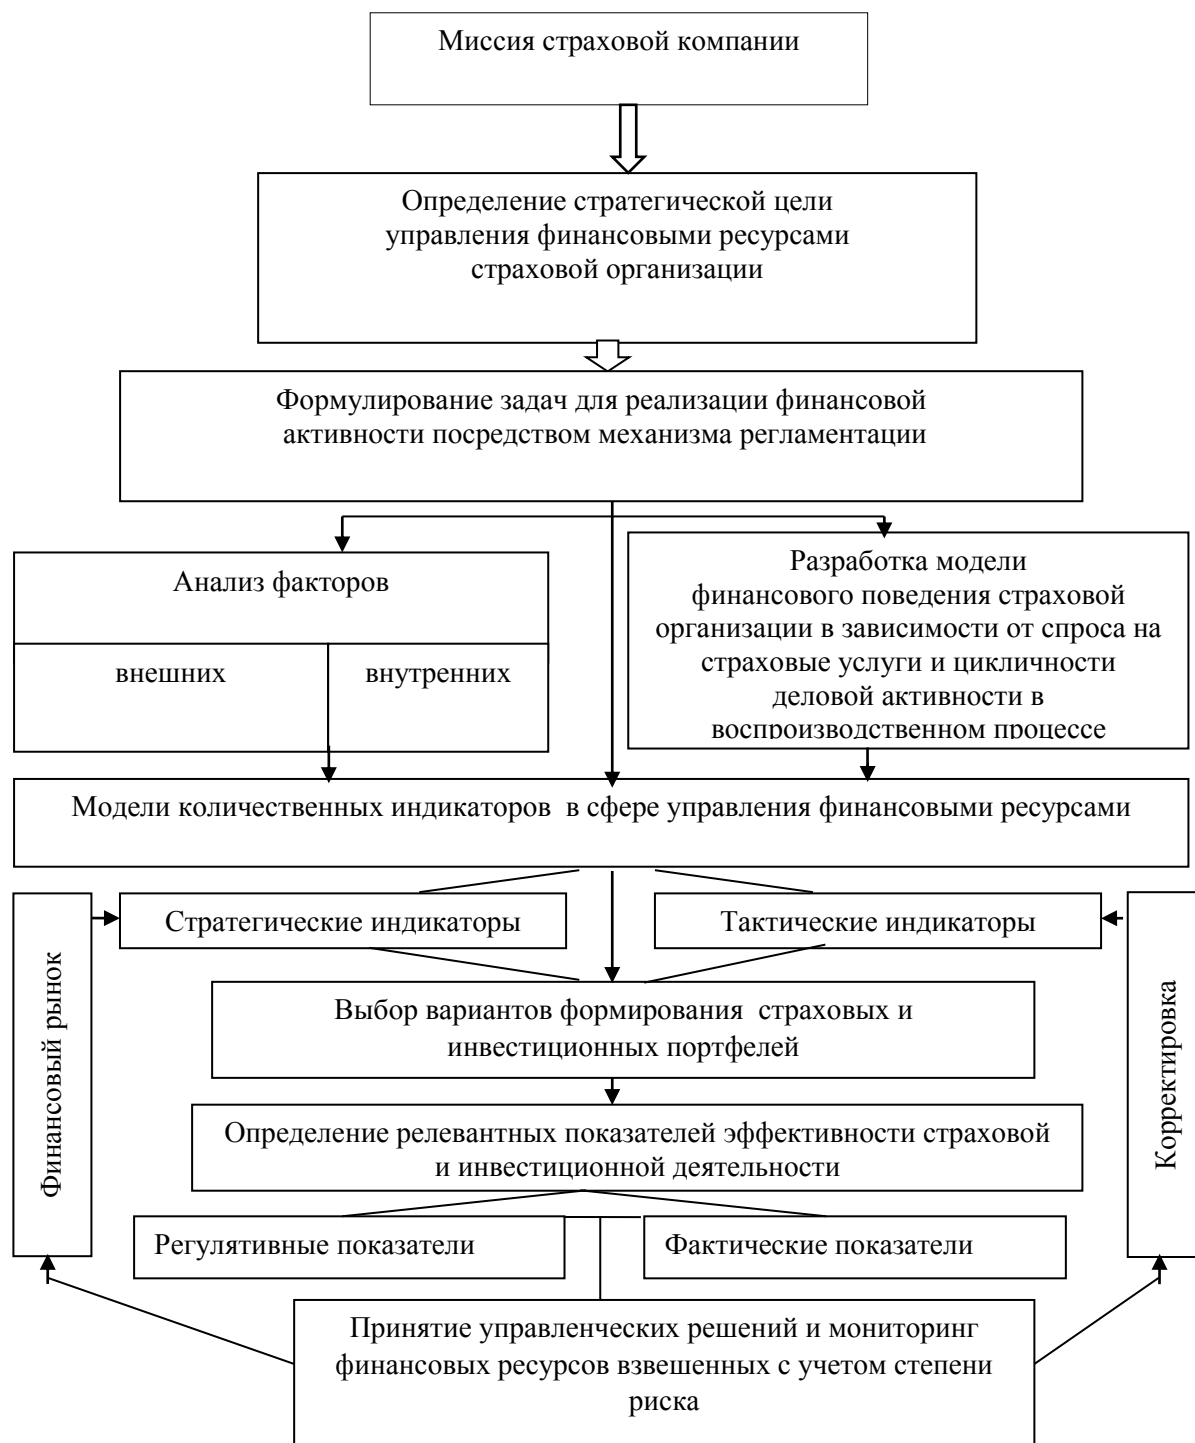 Миссия страховой компании
Определение стратегической цели
управления финансовыми ресурсами
страховой организации
Формулирование задач для реализации финансовой
активности посредством механизма регламентации
Анализ факторов
внешних
внутренних
Разработка модели
финансового поведения страховой
организации в зависимости от спроса на
страховые услуги и цикличности
деловой активности в
воспроизводственном процессе
Модели количественных индикаторов в сфере управления финансовыми ресурсами
Финансовый рынок
Стратегические индикаторы
Тактические индикаторы
Корректировка
Выбор вариантов формирования страховых и
инвестиционных портфелей
Определение релевантных показателей эффективности страховой
и инвестиционной деятельности
Регулятивные показатели
Фактические показатели
Принятие управленческих решений и мониторинг
финансовых ресурсов взвешенных с учетом степени
риска